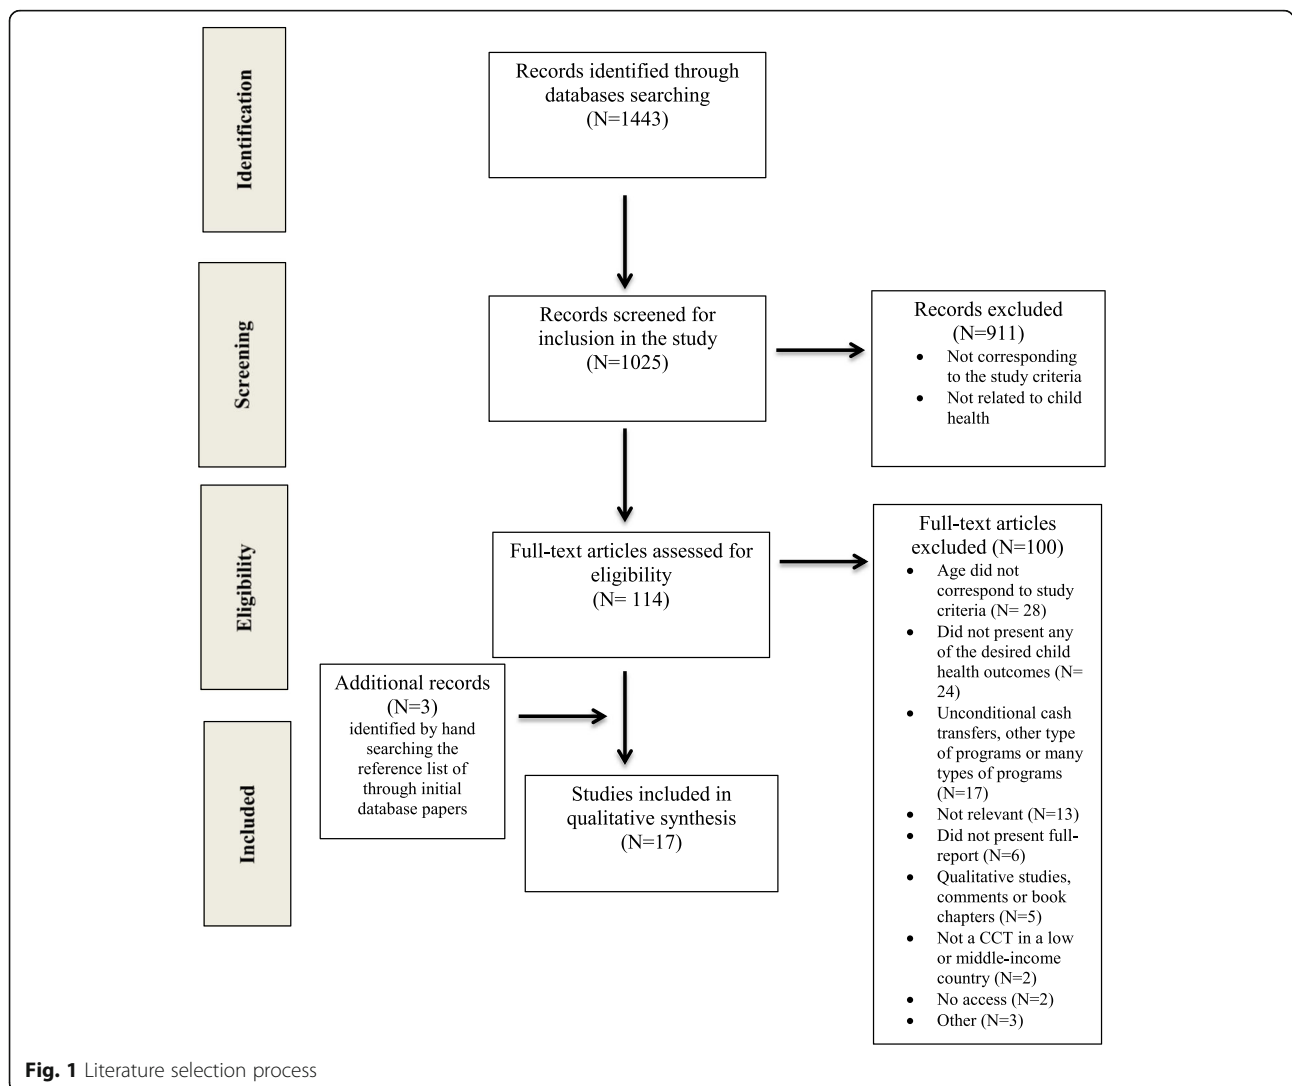 Identification
Records identified through
databases searching
(N=1443)
Screening
Records screened for
inclusion in the study
(N=1025)
Records excluded
(N=911)
• Not corresponding
to the study criteria
• Not related to child
health
Eligibility
Full-text articles assessed for
eligibility
(N= 114)
Full-text articles
excluded (N=100)
• Age did not
correspond to study
criteria (N= 28)
• Did not present any
of the desired child
health outcomes (N=
24)
• Unconditional cash
transfers, other type
of programs or many
types of programs
(N=17)
• Not relevant (N=13)
• Did not present full-
report (N=6)
• Qualitative studies,
comments or book
chapters (N=5)
• Not a CCT in a low
or middle-income
country (N=2)
• No access (N=2)
• Other (N=3)
Additional records
(N=3)
identified by hand
searching the
reference list of
through initial
database papers
Included
Studies included in
qualitative synthesis
(N=17)
Fig. 1 Literature selection process